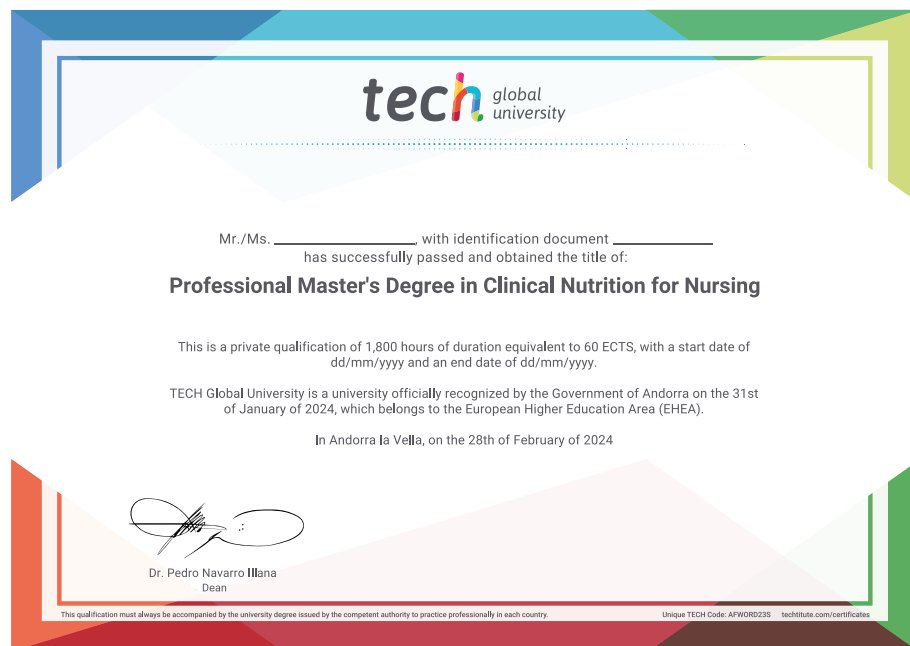 tech global
university
Mr./Ms. ____________, with identification document ____________
has successfully passed and obtained the title of:
Professional Master's Degree in Clinical Nutrition for Nursing
This is a private qualification of 1,800 hours of duration equivalent to 60 ECTS, with a start date of
dd/mm/yyyy and an end date of dd/mm/yyyy.
TECH Global University is a university officially recognized by the Government of Andorra on the 31st
of January of 2024, which belongs to the European Higher Education Area (EHEA).
In Andorra la Vella, on the 28th of February of 2024
Dr. Pedro Navarro Illana
Dean
This qualification must always be accompanied by the university degree issued by the competent authority to practice professionally in each country.
Unique TECH Code: AFWORD23S techtitute.com/certificates